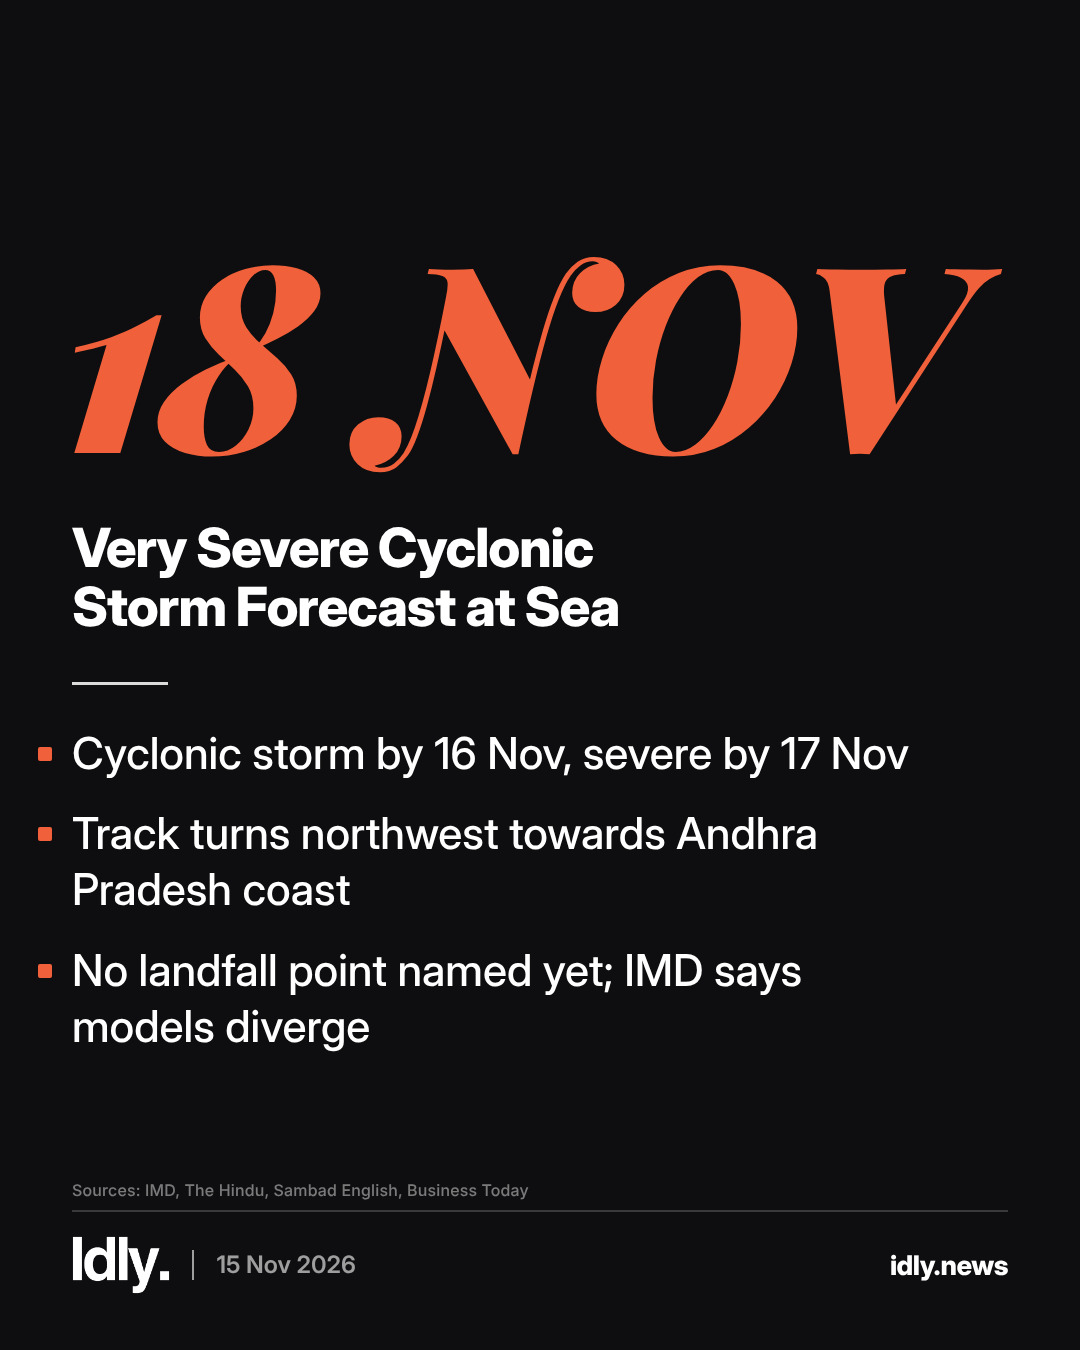 18 NOV
Very Severe Cyclonic
Storm Forecast at Sea
Cyclonic storm by 16 Nov, severe by 17 Nov
Track turns northwest towards Andhra
Pradesh coast
No landfall point named yet; IMD says
models diverge
Sources: IMD, The Hindu, Sambad English, Business Today
Idly. | 15 Nov 2026
idly.news